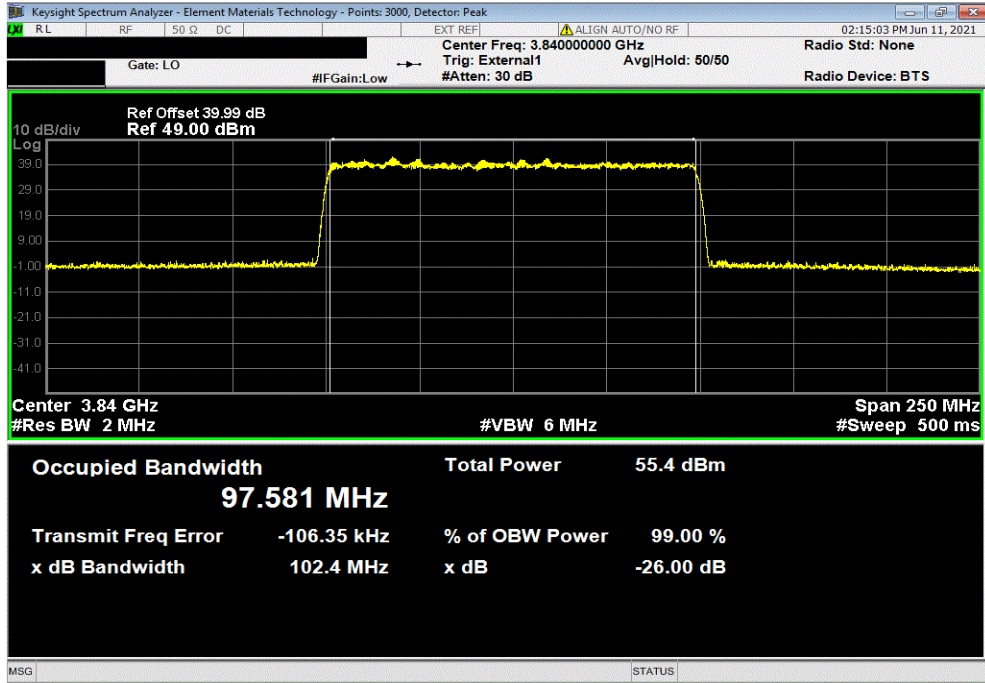 Keysight Spectrum Analyzer - Element Materials Technology - Points: 3000, Detector: Peak
LXI RL RF 50 Ω DC EXT REF ALIGN AUTO/NO RF 02:15:03 PM Jun 11, 2021
Center Freq: 3.840000000 GHz Radio Std: None
Gate: LO Trig: External1 Avg|Hold: 50/50
#IFGain:Low #Atten: 30 dB Radio Device: BTS
Ref Offset 39.99 dB
10 dB/div Ref 49.00 dBm
Log
39.0
29.0
19.0
9.00
-1.00
-11.0
-21.0
-31.0
-41.0
Center 3.84 GHz Span 250 MHz
#Res BW 2 MHz #VBW 6 MHz #Sweep 500 ms
Occupied Bandwidth Total Power 55.4 dBm
97.581 MHz
Transmit Freq Error -106.35 kHz % of OBW Power 99.00 %
x dB Bandwidth 102.4 MHz x dB -26.00 dB
MSG STATUS